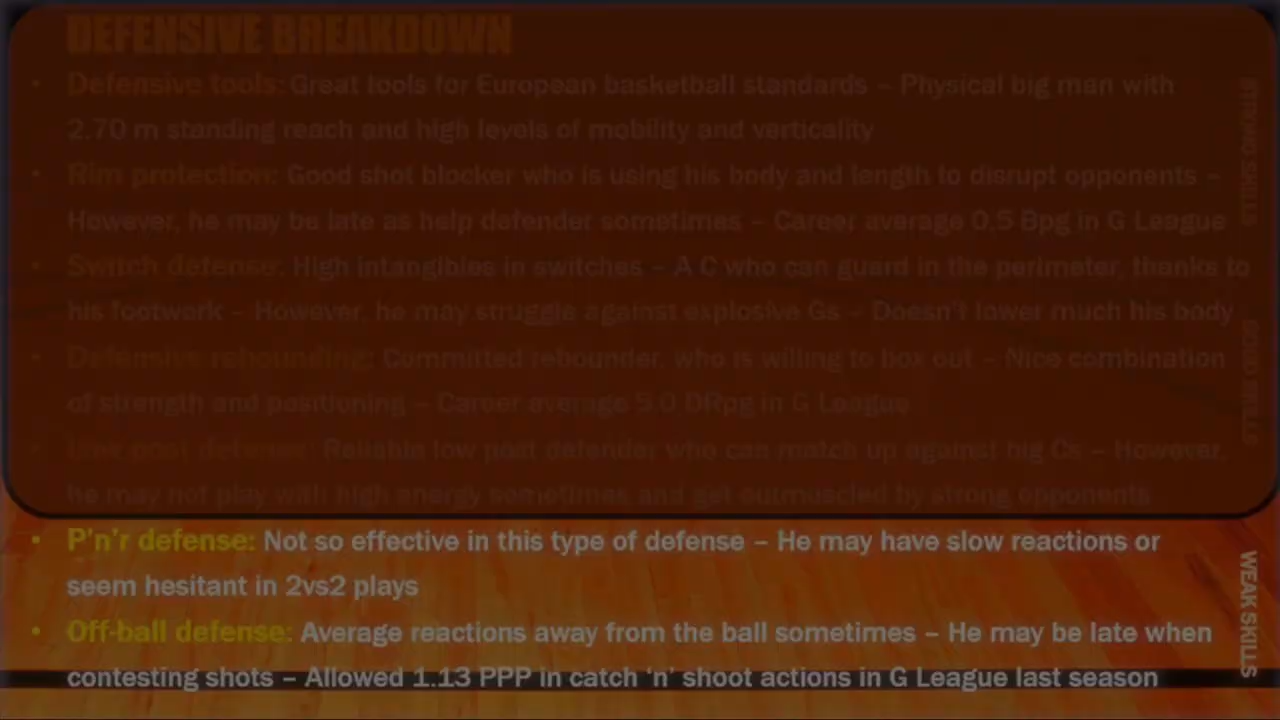 DEFENSIVE BREAKDOWN
• Defensive tools: Great tools for European basketball standards – Physical big man with
2.70 m standing reach and high levels of mobility and verticality
• Rim protection: Good shot blocker who is using his body and length to disrupt opponents –
However, he may be late as help defender sometimes – Career average 0.5 Bpg in G League
• Switch defense: High intangibles in switches – A C who can guard in the perimeter, thanks to
his footwork – However, he may struggle against explosive Gs – Doesn't lower much his body
• Defensive rebounding: Committed rebounder, who is willing to box out – Nice combination
of strength and positioning – Career average 5.0 DRpg in G League
• Low post defense: Reliable low post defender who can match up against big Cs – However,
he may not play with high energy sometimes and get outmuscled by strong opponents
• P'n'r defense: Not so effective in this type of defense – He may have slow reactions or
seem hesitant in 2vs2 plays
• Off-ball defense: Average reactions away from the ball sometimes – He may be late when
contesting shots – Allowed 1.13 PPP in catch ‘n’ shoot actions in G League last season
STRONG SKILLS
GOOD SKILLS
WEAK SKILLS